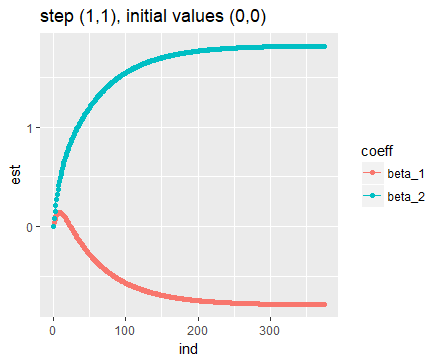 step (1,1), initial values (0,0)
1
0
est
0 100 200 300
ind
coeff
beta_1
beta_2